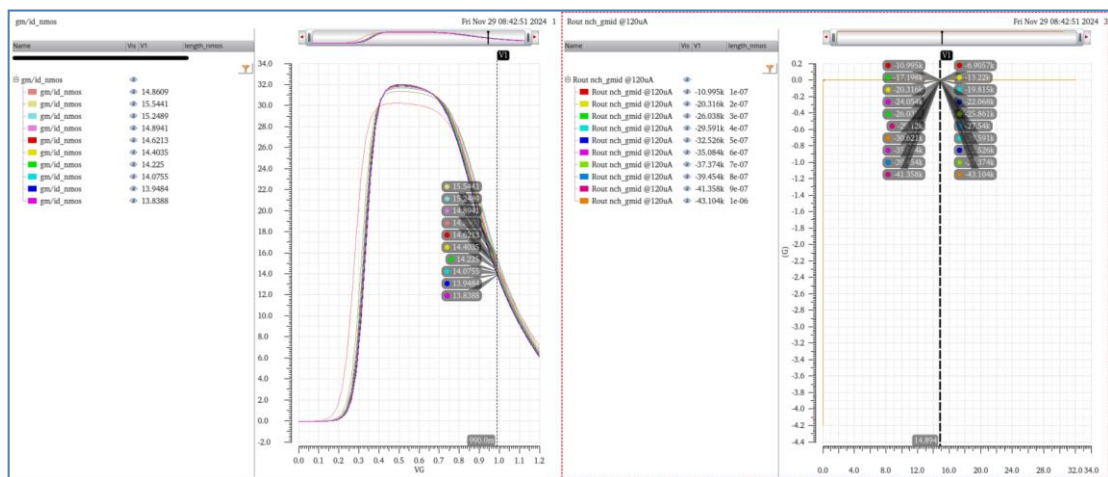 gm/id_nmos
Fri Nov 29 08:42:51 2024 1
Name Vis V1 length_nmos
gm/id_nmos
gm/id_nmos 14.8609
gm/id_nmos 15.5441
gm/id_nmos 15.2489
gm/id_nmos 14.8941
gm/id_nmos 14.6213
gm/id_nmos 14.4035
gm/id_nmos 14.225
gm/id_nmos 14.0755
gm/id_nmos 13.9484
gm/id_nmos 13.8388
V1
34.0
32.0
30.0
28.0
26.0
24.0
22.0
20.0
18.0
16.0
14.0
12.0
10.0
8.0
6.0
4.0
2.0
0.0
-2.0
15.5441
15.2489
14.8941
14.6213
14.4035
14.225
14.0755
13.9484
13.8388
990.0m
0.0 0.1 0.2 0.3 0.4 0.5 0.6 0.7 0.8 0.9 1.0 1.1 1.2
VG
Rout nch_gmid @120uA
Fri Nov 29 08:42:51 2024 3
Name Vis V1 length_nmos
Rout nch_gmid @120uA
Rout nch_gmid @120uA -10.995k 1e-07
Rout nch_gmid @120uA -20.316k 2e-07
Rout nch_gmid @120uA -26.038k 3e-07
Rout nch_gmid @120uA -29.591k 4e-07
Rout nch_gmid @120uA -32.526k 5e-07
Rout nch_gmid @120uA -35.084k 6e-07
Rout nch_gmid @120uA -37.374k 7e-07
Rout nch_gmid @120uA -39.454k 8e-07
Rout nch_gmid @120uA -41.358k 9e-07
Rout nch_gmid @120uA -43.104k 1e-06
V1
0.2
0.0
-0.2
-0.4
-0.6
-0.8
-1.0
-1.2
-1.4
-1.6
-1.8
-2.0
-2.2
-2.4
-2.6
-2.8
-3.0
-3.2
-3.4
-3.6
-3.8
-4.0
-4.2
-4.4
(G)
-10.995k -6.9057k
-17.196k -13.22k
-20.316k -19.815k
-24.054k -22.068k
-25.861k
-30.621k
-41.358k -43.104k
14.894
0.0 4.0 8.0 12.0 16.0 20.0 24.0 28.0 32.0 34.0